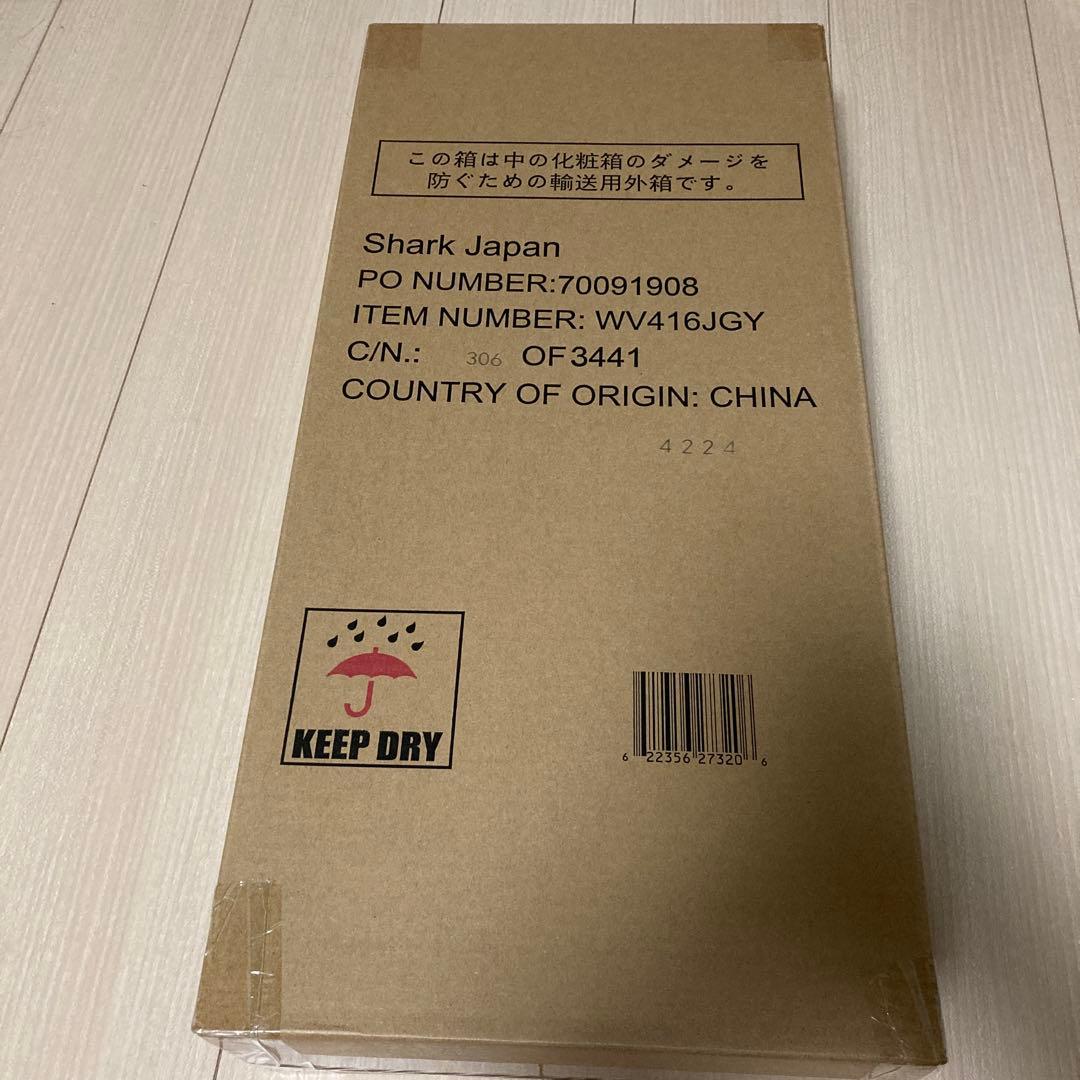 この箱は中の化粧箱のダメージを
防ぐための輸送用外箱です。
Shark Japan
PO NUMBER:70091908
ITEM NUMBER: WV416JGY
C/N.: 306 OF 3441
COUNTRY OF ORIGIN: CHINA
4224
KEEP DRY
6 22356 27320 6